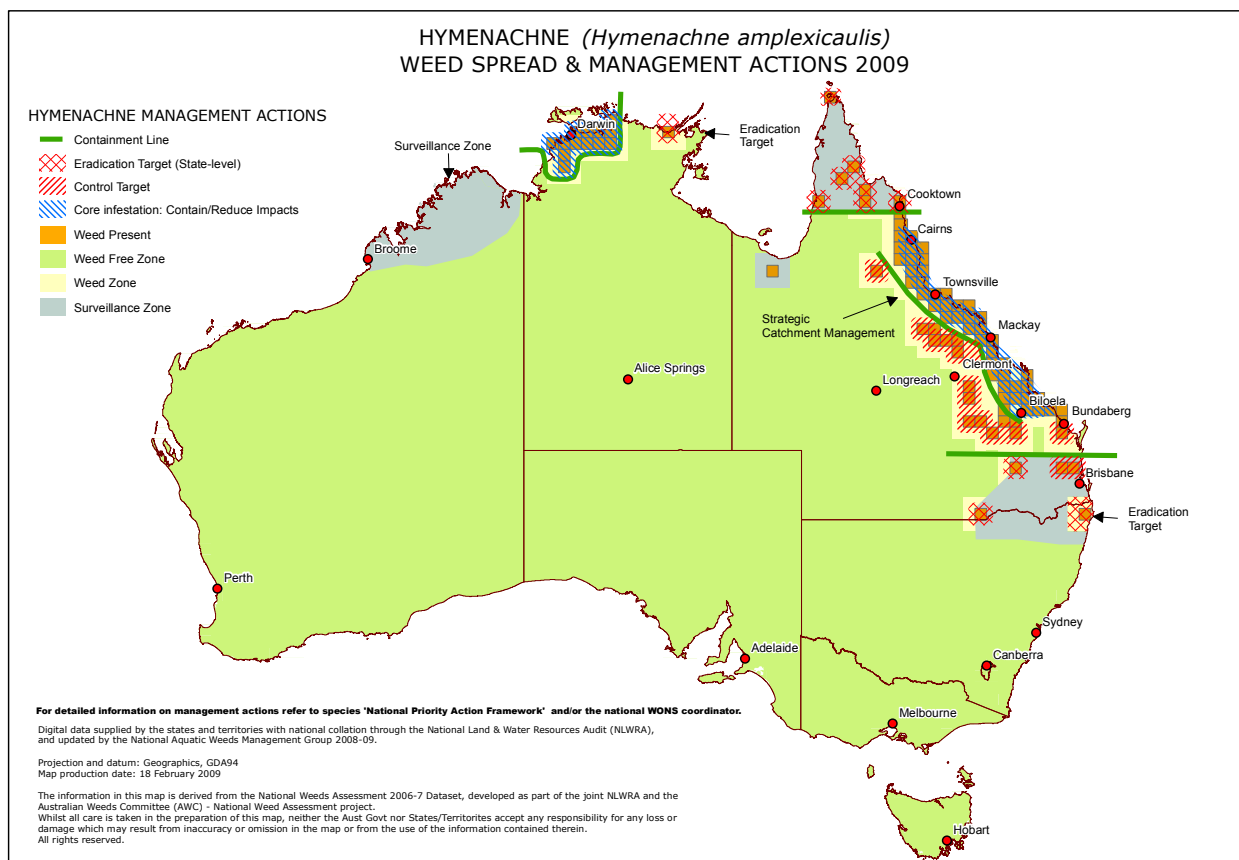 HYMENACHNE (Hymenachne amplexicaulis)
WEED SPREAD & MANAGEMENT ACTIONS 2009
HYMENACHNE MANAGEMENT ACTIONS
Containment Line
Eradication Target (State-level)
Control Target
Core infestation: Contain/Reduce Impacts
Weed Present
Weed Free Zone
Weed Zone
Surveillance Zone
Surveillance Zone
Darwin
Eradication
Target
Broome
Cooktown
Cairns
Townsville
Strategic
Catchment Management
Mackay
Clermont
Alice Springs
Longreach
Biloela
Bundaberg
Brisbane
Eradication
Target
Perth
Sydney
Adelaide
Canberra
Melbourne
Hobart
For detailed information on management actions refer to species 'National Priority Action Framework' and/or the national WONS coordinator.
Digital data supplied by the states and territories with national collation through the National Land & Water Resources Audit (NLWRA),
and updated by the National Aquatic Weeds Management Group 2008-09.
Projection and datum: Geographics, GDA94
Map production date: 18 February 2009
The information in this map is derived from the National Weeds Assessment 2006-7 Dataset, developed as part of the joint NLWRA and the
Australian Weeds Committee (AWC) - National Weed Assessment project.
Whilst all care is taken in the preparation of this map, neither the Aust Govt nor States/Territorites accept any responsibility for any loss or
damage which may result from inaccuracy or omission in the map or from the use of the information contained therein.
All rights reserved.